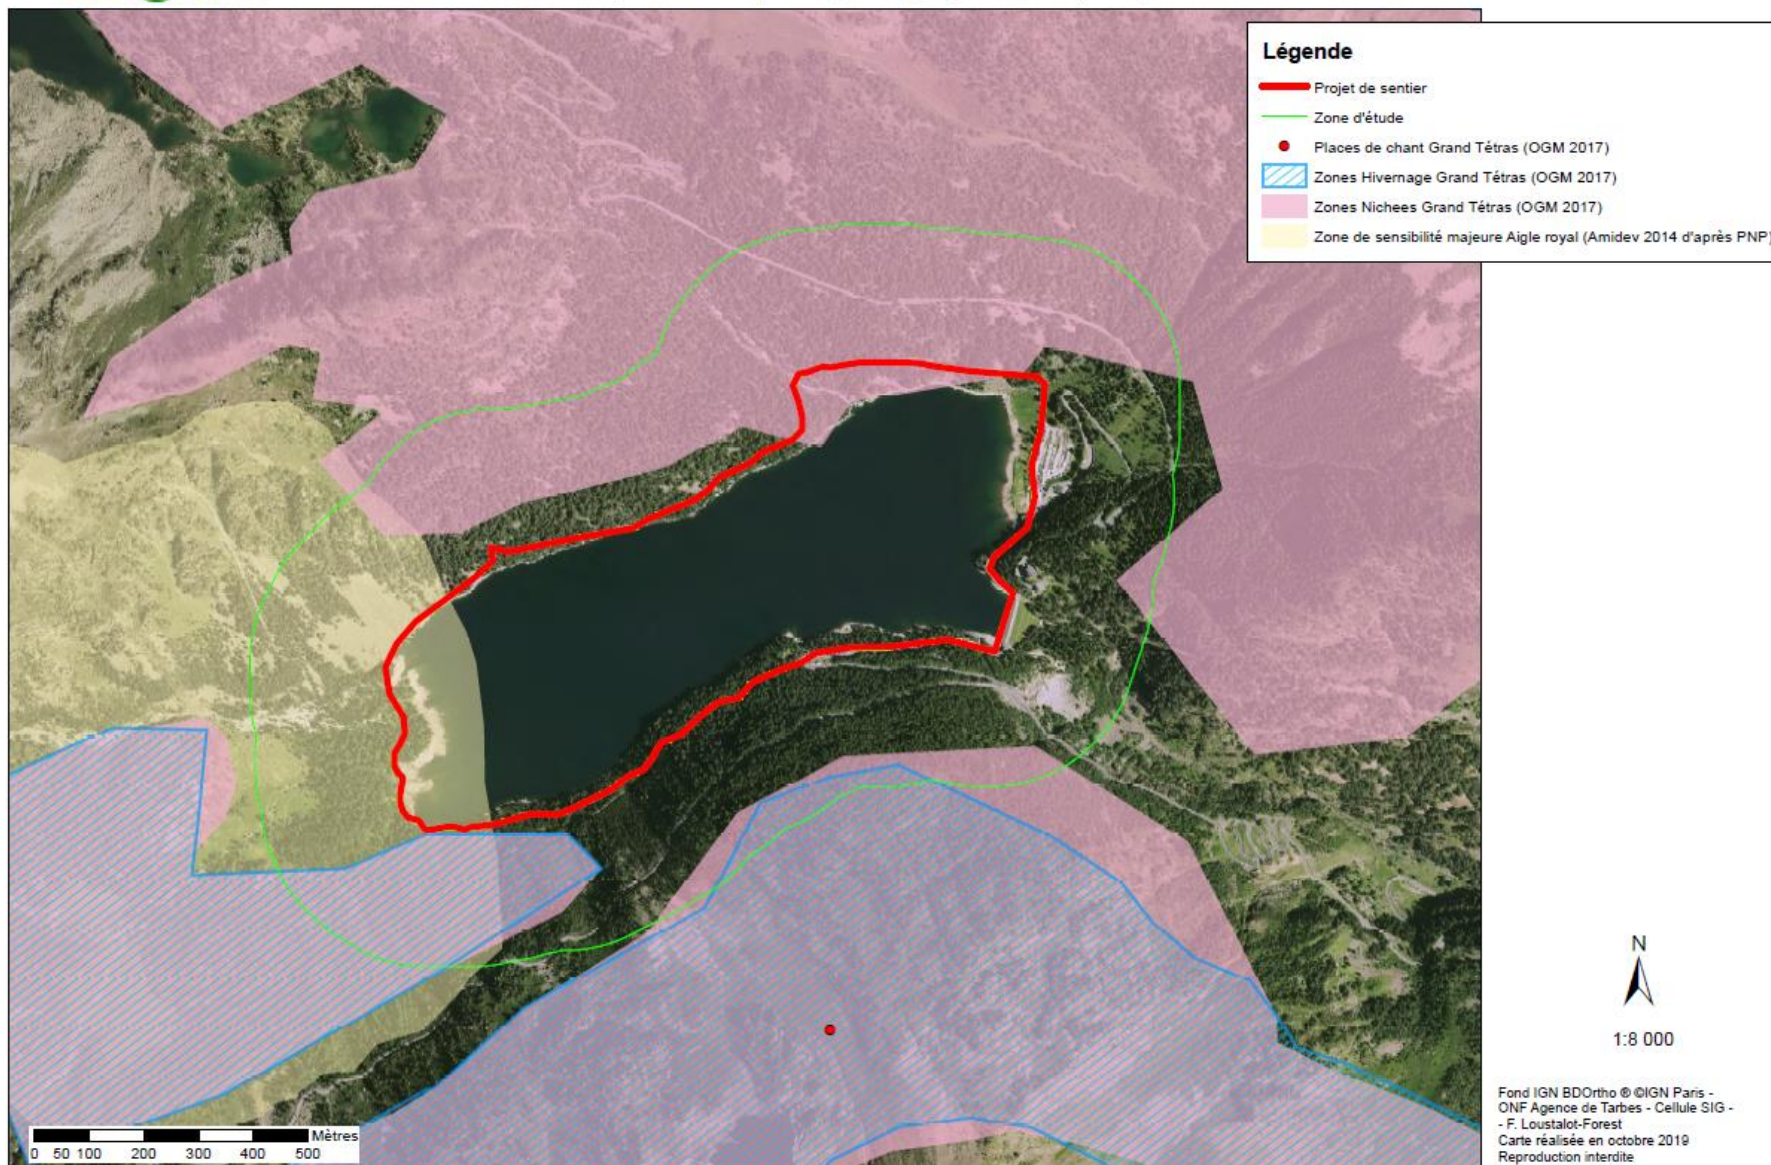 Légende
Projet de sentier
Zone d'étude
Places de chant Grand Tétras (OGM 2017)
Zones Hivernage Grand Tétras (OGM 2017)
Zones Nichees Grand Tétras (OGM 2017)
Zone de sensibilité majeure Aigle royal (Amidev 2014 d'après PNP)
N
1:8 000
Mètres
0 50 100 200 300 400 500
Fond IGN BDOrtho ® ©IGN Paris -
ONF Agence de Tarbes - Cellule SIG -
- F. Loustalot-Forest
Carte réalisée en octobre 2019
Reproduction interdite